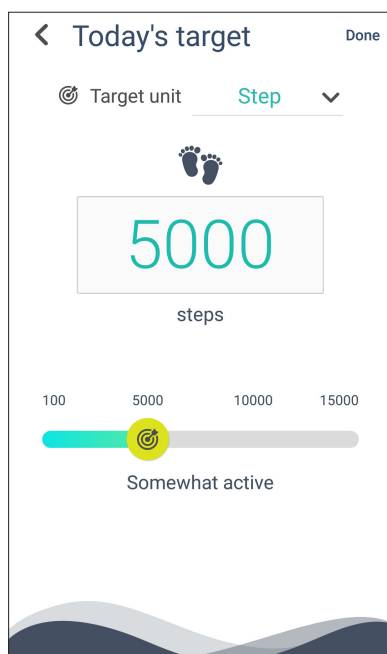 Today's target Done
Target unit Step
5000
steps
100 5000 10000 15000
Somewhat active